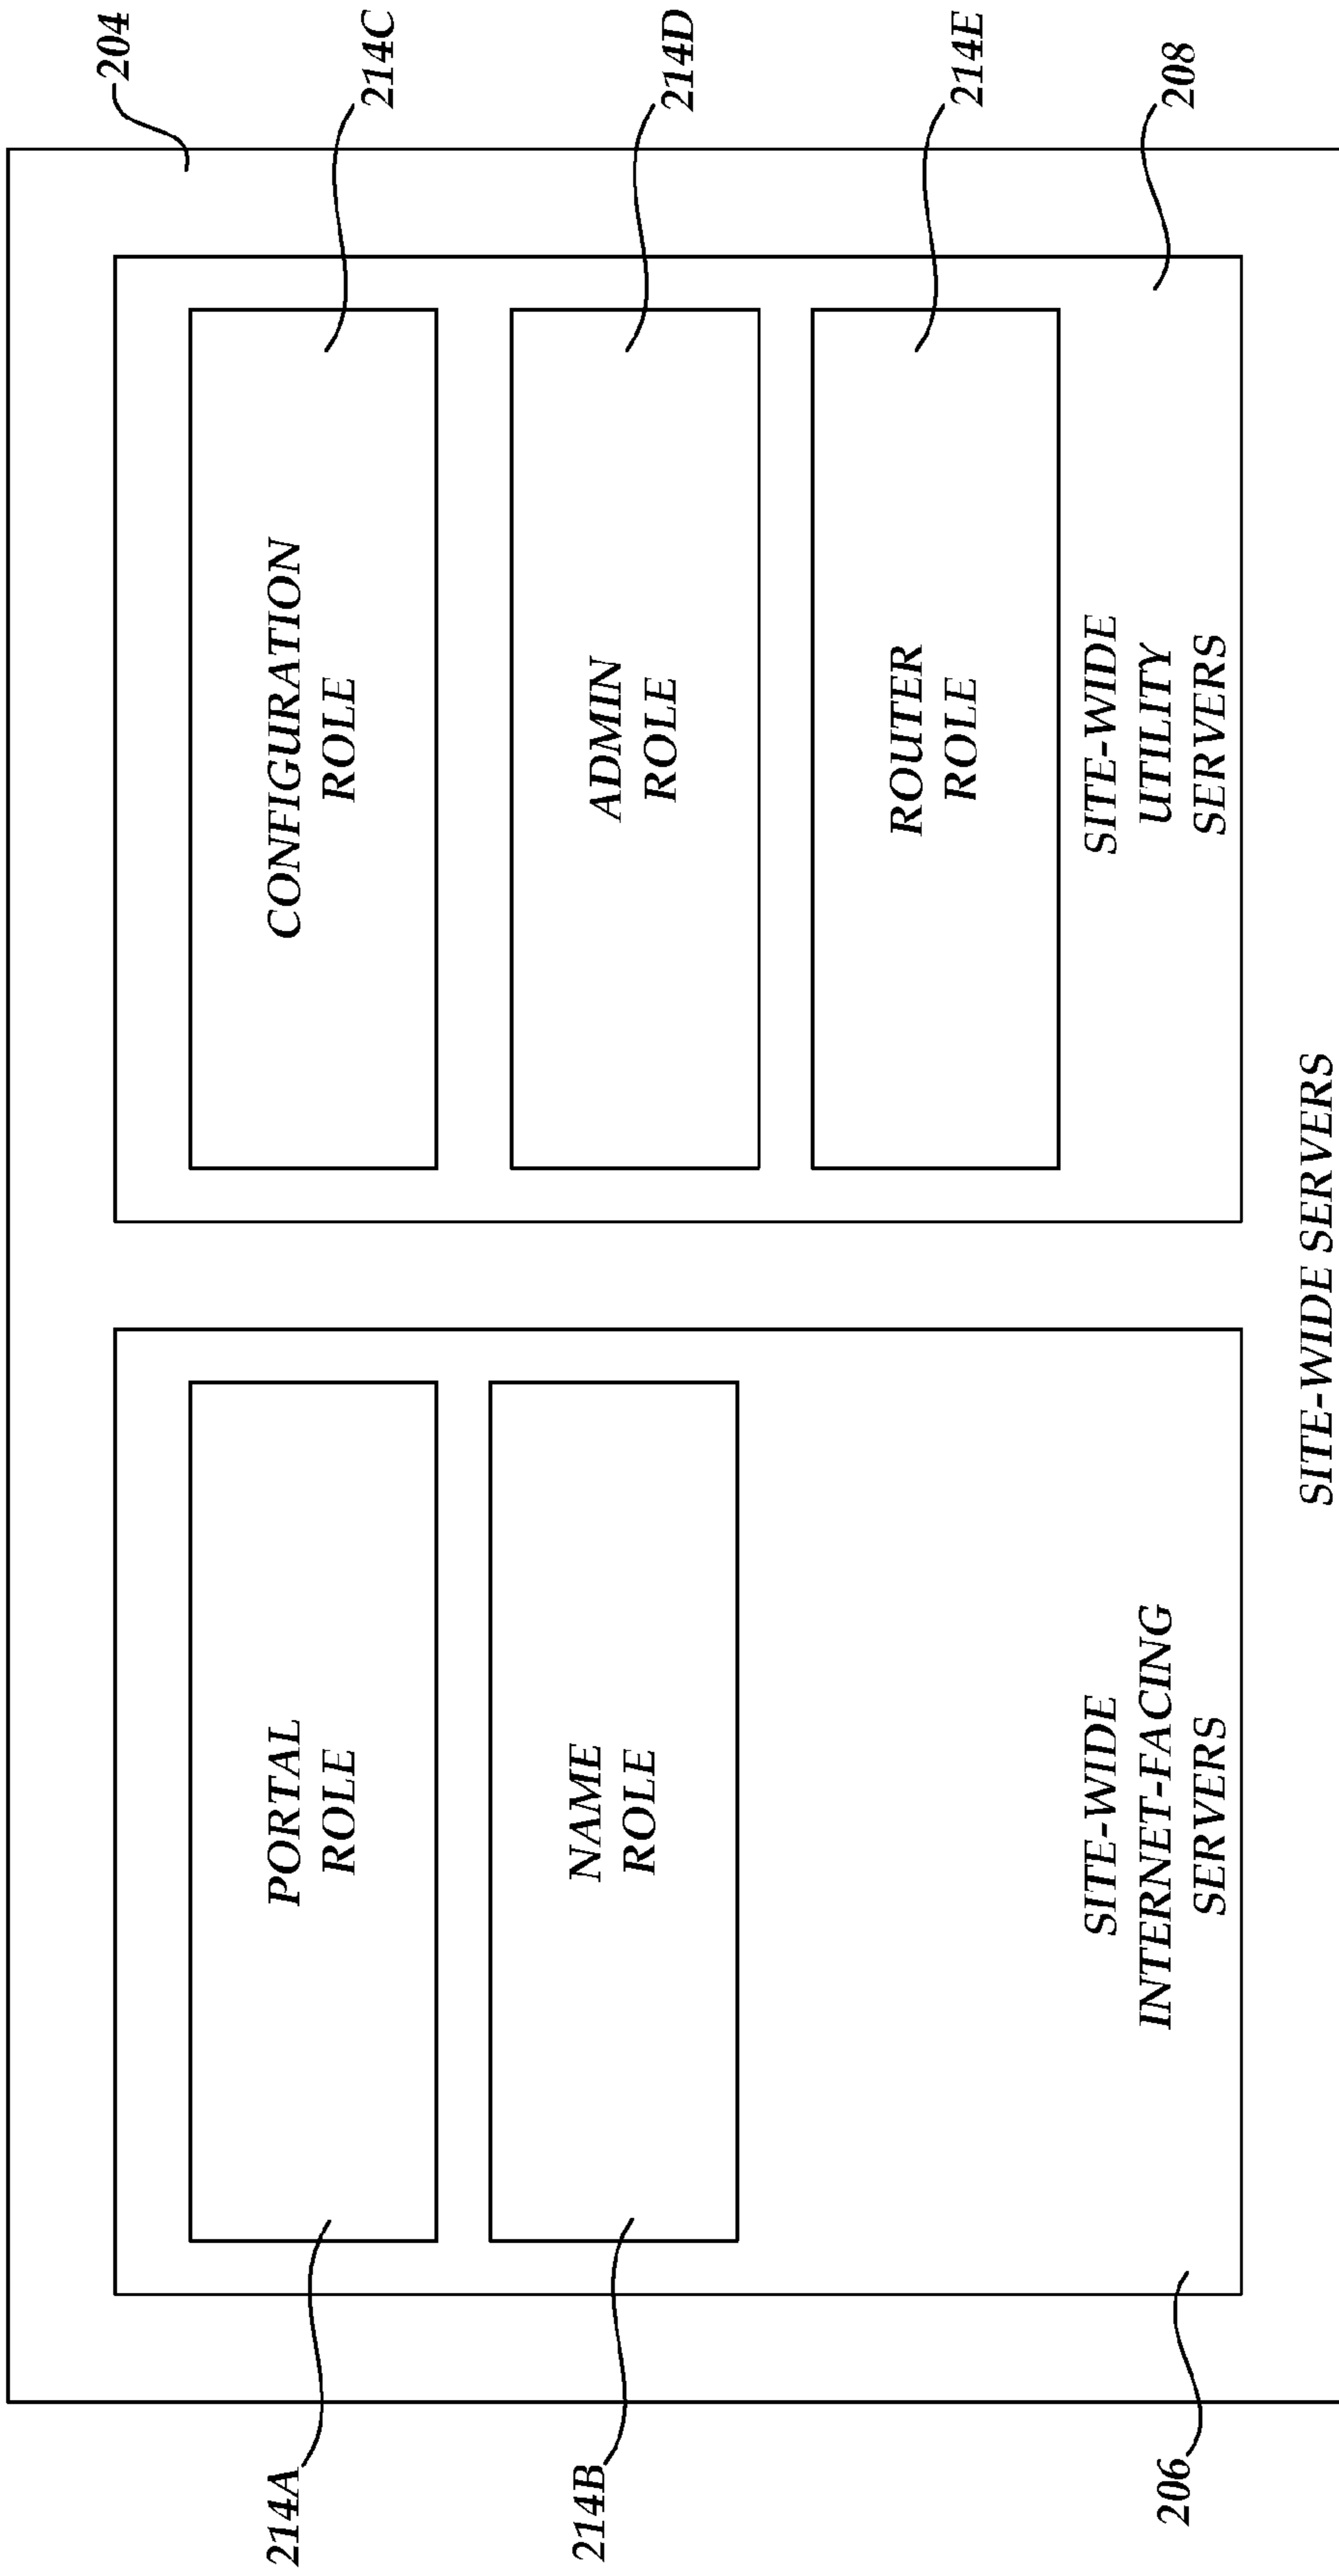 204
214A
PORTAL
ROLE
CONFIGURATION
ROLE
214C
214B
NAME
ROLE
ADMIN
ROLE
214D
ROUTER
ROLE
214E
206
SITE-WIDE
INTERNET-FACING
SERVERS
SITE-WIDE
UTILITY
SERVERS
208
SITE-WIDE SERVERS